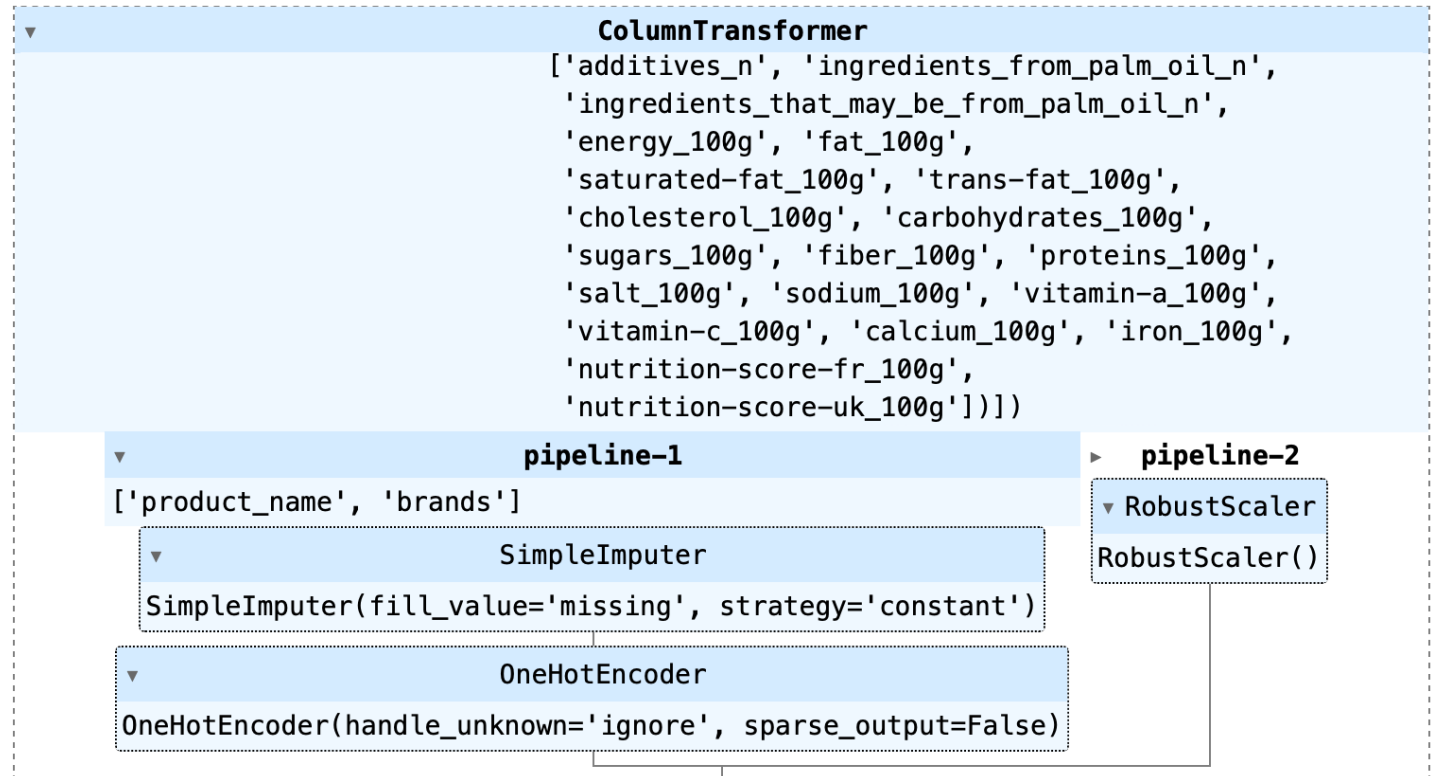 ColumnTransformer
['additives_n', 'ingredients_from_palm_oil_n',
'ingredients_that_may_be_from_palm_oil_n',
'energy_100g', 'fat_100g',
'saturated-fat_100g', 'trans-fat_100g',
'cholesterol_100g', 'carbohydrates_100g',
'sugars_100g', 'fiber_100g', 'proteins_100g',
'salt_100g', 'sodium_100g', 'vitamin-a_100g',
'vitamin-c_100g', 'calcium_100g', 'iron_100g',
'nutrition-score-fr_100g',
'nutrition-score-uk_100g'])])
pipeline-1
['product_name', 'brands']
SimpleImputer
SimpleImputer(fill_value='missing', strategy='constant')
OneHotEncoder
OneHotEncoder(handle_unknown='ignore', sparse_output=False)
pipeline-2
RobustScaler
RobustScaler()